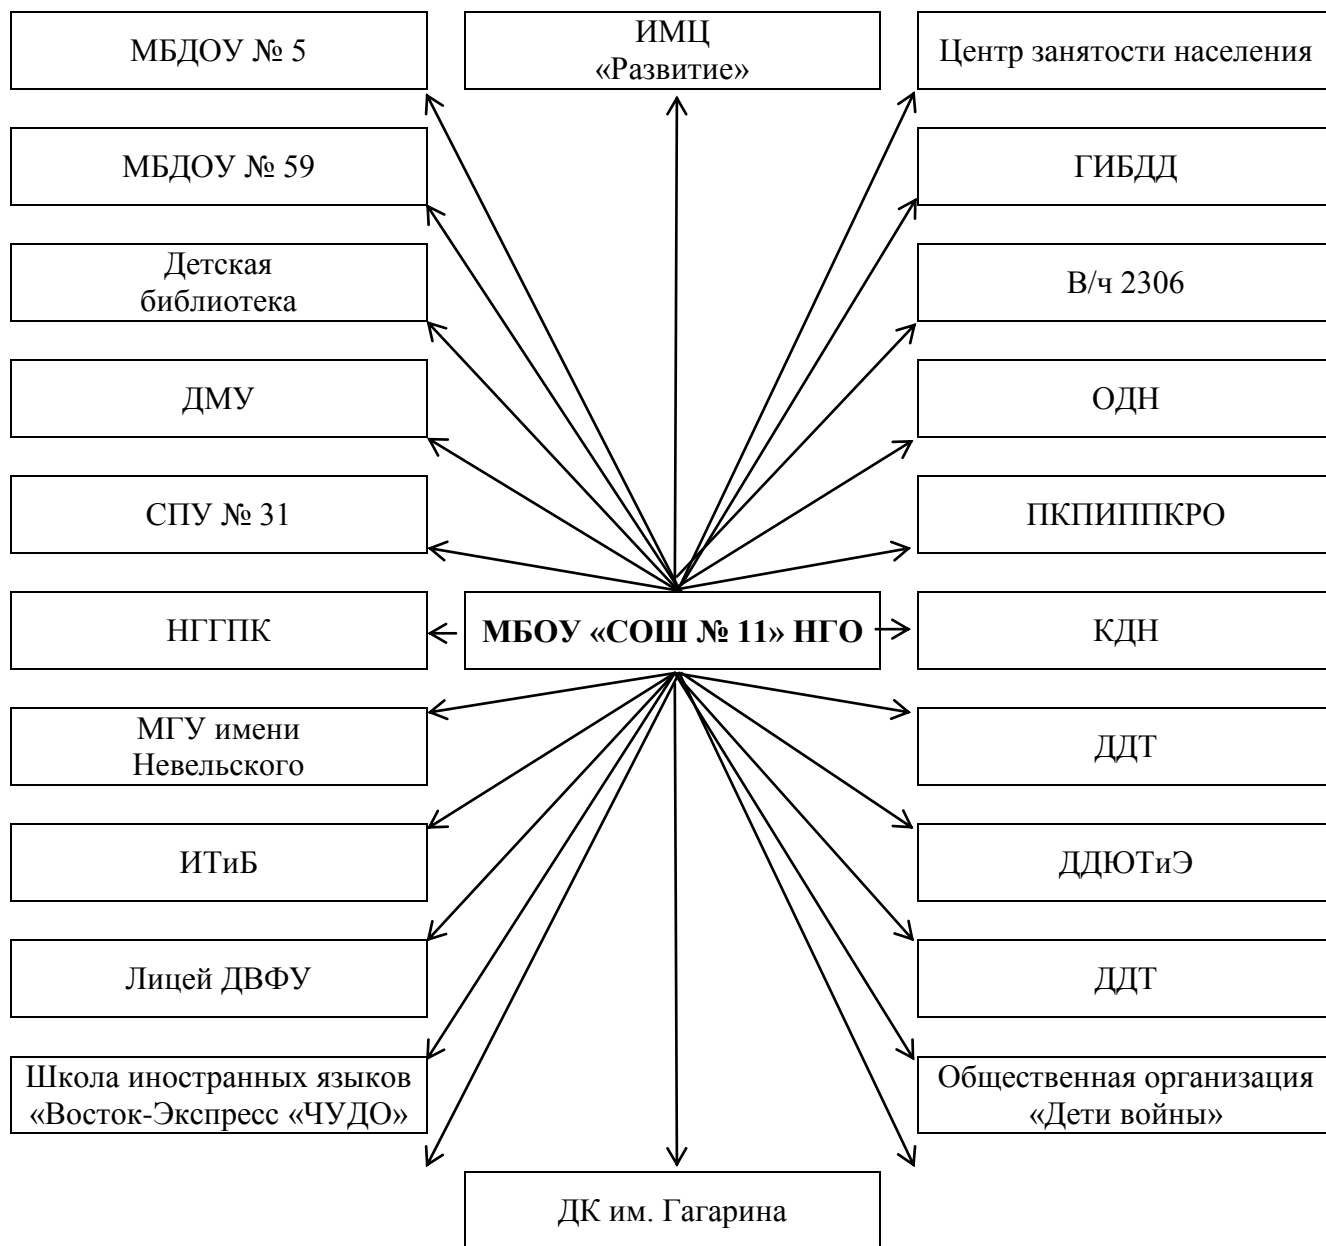 МБДОУ № 5
ИМЦ
«Развитие»
Центр занятости населения
МБДОУ № 59
ГИБДД
Детская
библиотека
В/ч 2306
ДМУ
ОДН
СПУ № 31
ПКПИППКРО
НГГПК
МБОУ «СОШ № 11» НГО
КДН
МГУ имени
Невельского
ДДТ
ИТиБ
ДДЮТиЭ
Лицей ДВФУ
ДДТ
Школа иностранных языков
«Восток-Экспресс «ЧУДО»
Общественная организация
«Дети войны»
ДК им. Гагарина